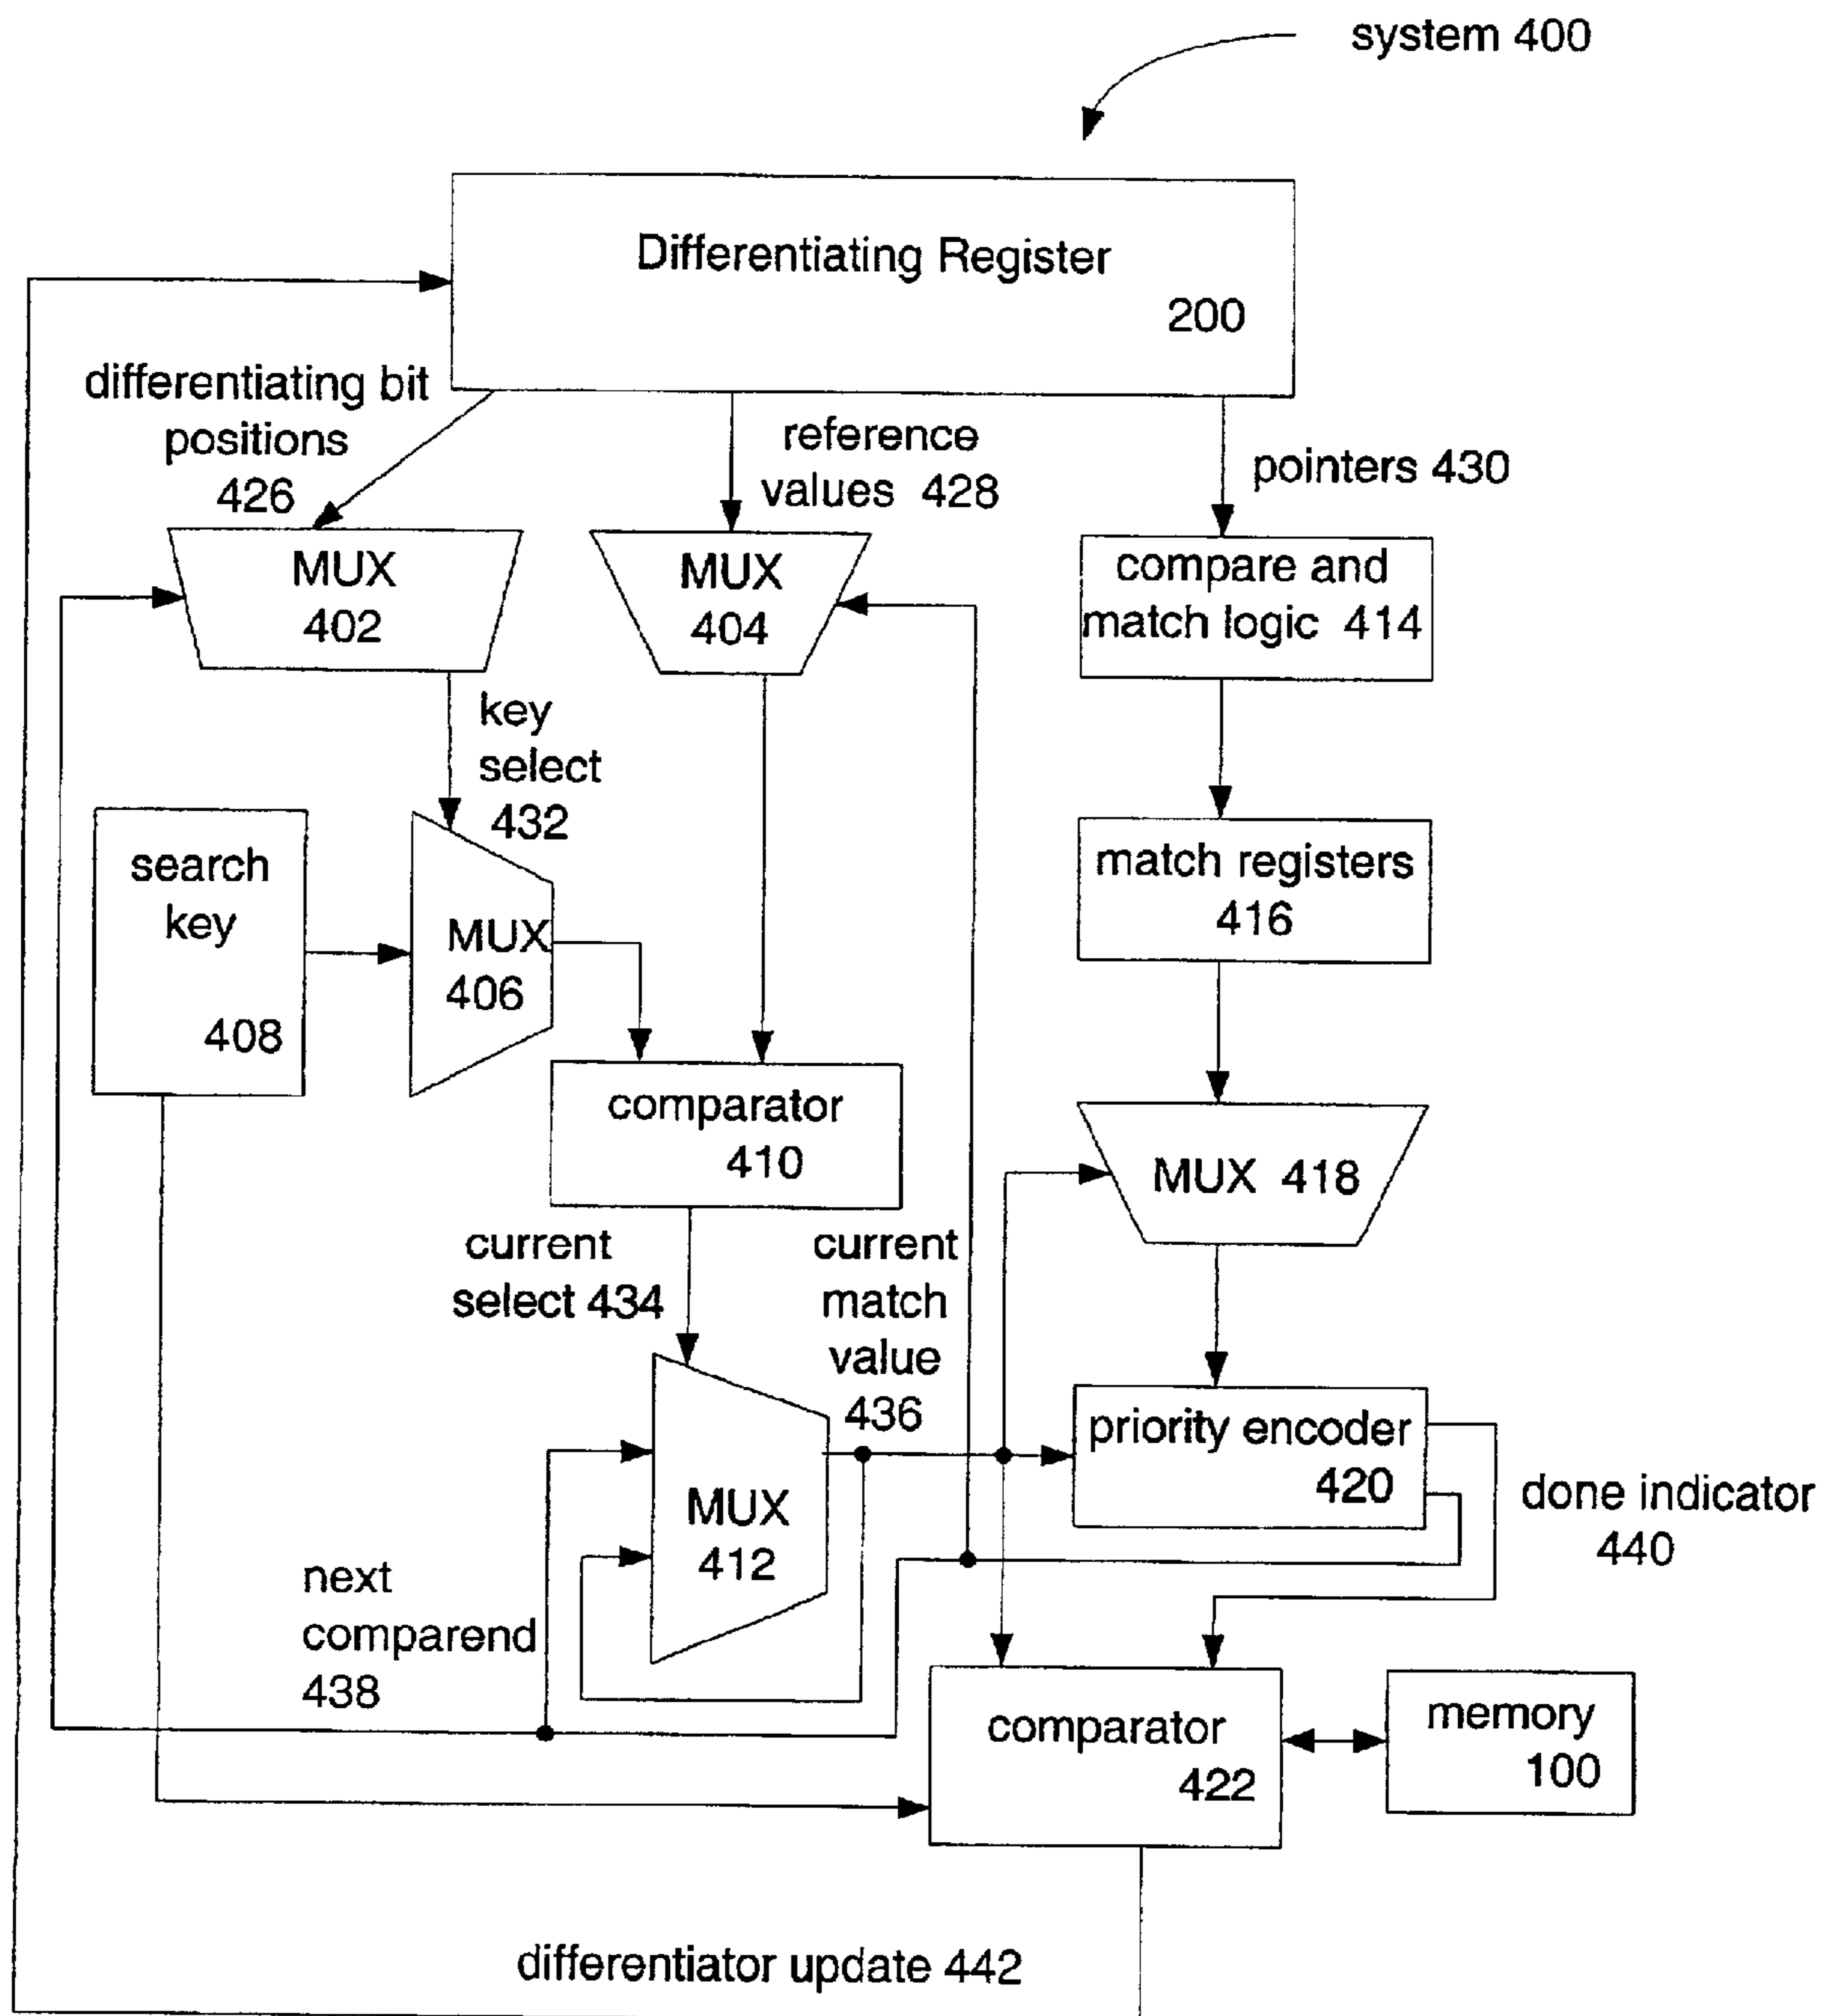 system 400
Differentiating Register
200
differentiating bit
positions
426
reference
values 428
pointers 430
MUX
402
MUX
404
compare and
match logic 414
key
select
432
search
key
408
MUX
406
match registers
416
comparator
410
MUX 418
current
select 434
current
match
value
436
priority encoder
420
done indicator
440
MUX
412
next
comparend
438
comparator
422
memory
100
differentiator update 442